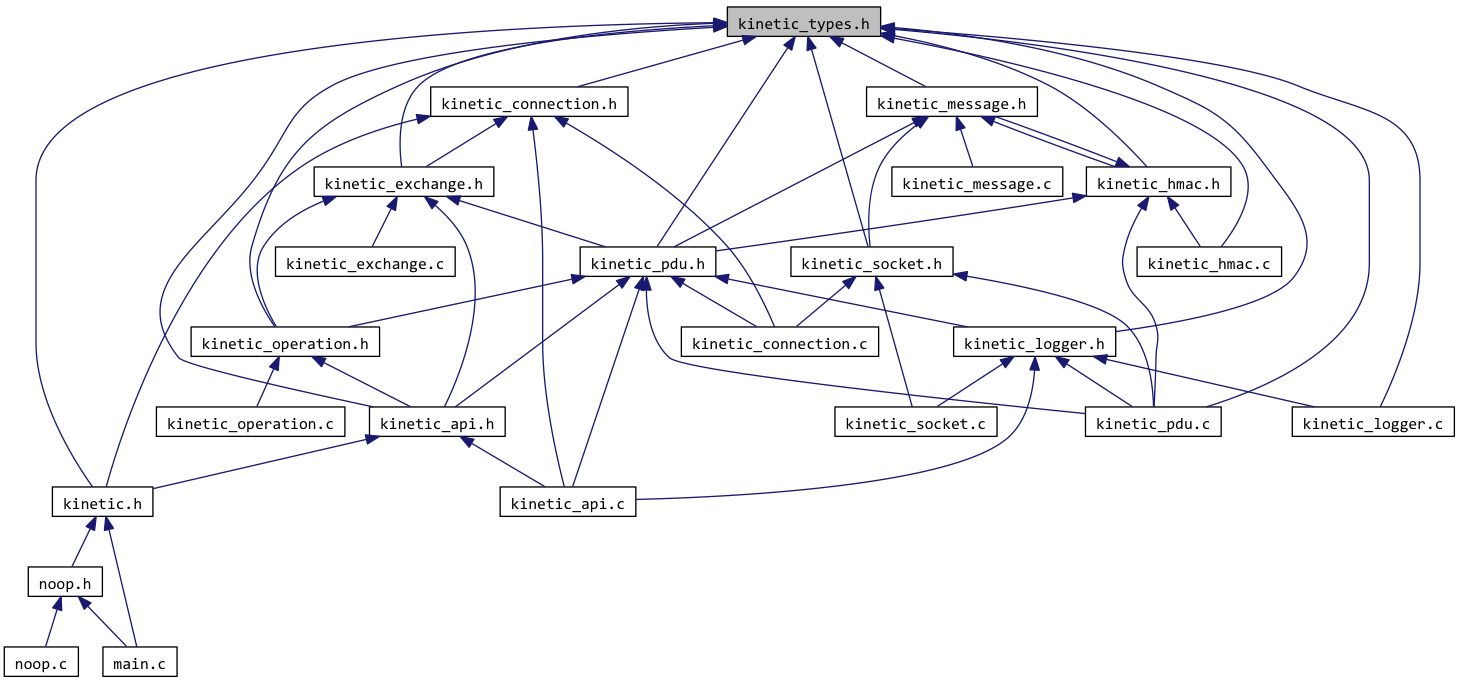 kinetic_types.h
kinetic_connection.h
kinetic_message.h
kinetic_exchange.h
kinetic_message.c
kinetic_hmac.h
kinetic_exchange.c
kinetic_pdu.h
kinetic_socket.h
kinetic_hmac.c
kinetic_operation.h
kinetic_connection.c
kinetic_logger.h
kinetic_operation.c
kinetic_api.h
kinetic_socket.c
kinetic_pdu.c
kinetic_logger.c
kinetic.h
kinetic_api.c
noop.h
noop.c
main.c